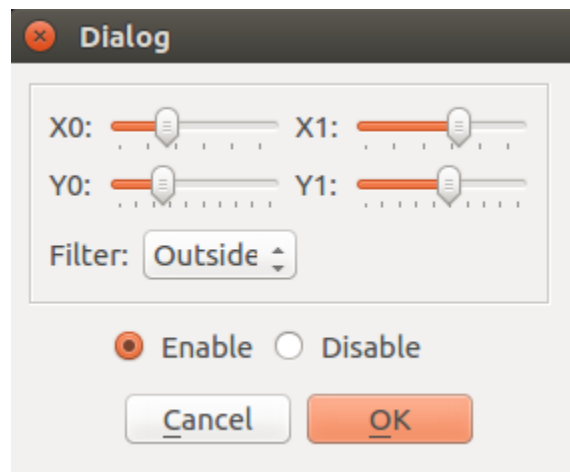 Dialog
X0: X1:
Y0: Y1:
Filter: Outside
Enable Disable
Cancel OK